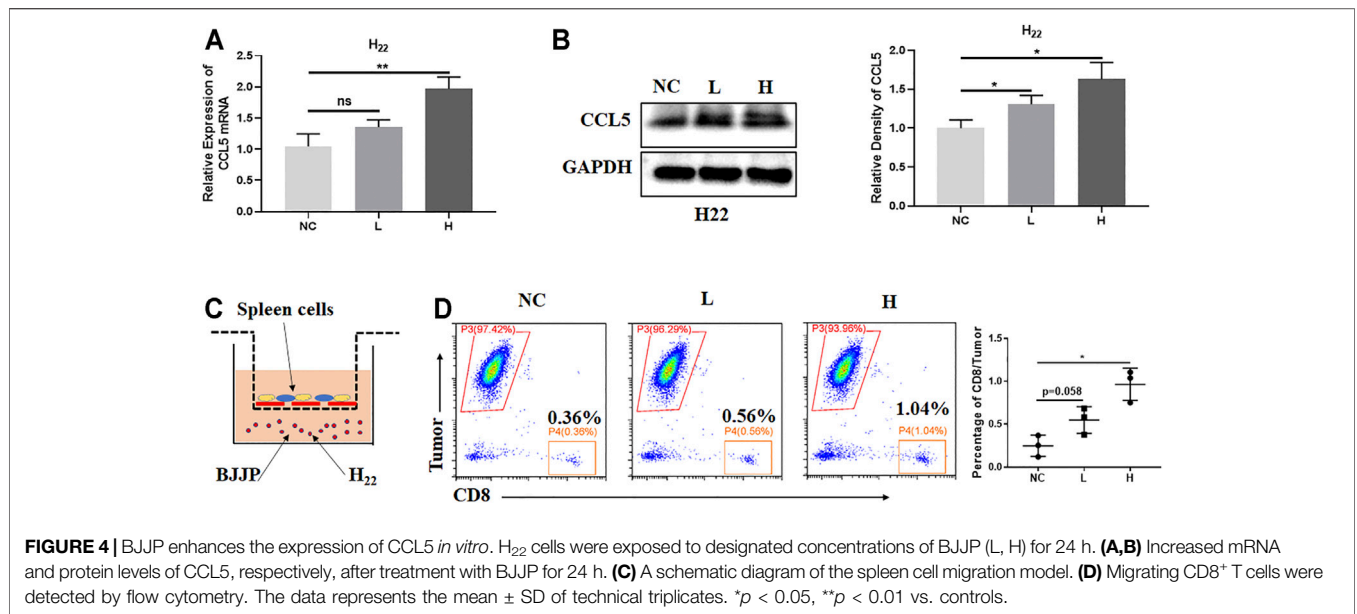 A
H22
Relative Expression of CCL5 mRNA
2.5
2.0
1.5
1.0
0.5
0.0
**
ns
NC L H
B
NC L H
CCL5
GAPDH
H22
H22
Relative Density of CCL5
2.0
1.5
1.0
0.5
0.0
*
*
NC L H
C
Spleen cells
BJJP H22
D
NC L H
P3(97.42%) P3(96.29%) P3(93.96%)
0.36% 0.56% 1.04%
P4(0.36%) P4(0.56%) P4(1.04%)
Tumor
CD8
Percentage of CD8/Tumor
1.5
1.0
0.5
0.0
*
p=0.058
NC L H
FIGURE 4 | BJJP enhances the expression of CCL5 in vitro. H22 cells were exposed to designated concentrations of BJJP (L, H) for 24 h. (A,B) Increased mRNA
and protein levels of CCL5, respectively, after treatment with BJJP for 24 h. (C) A schematic diagram of the spleen cell migration model. (D) Migrating CD8+ T cells were
detected by flow cytometry. The data represents the mean ± SD of technical triplicates. *p < 0.05, **p < 0.01 vs. controls.